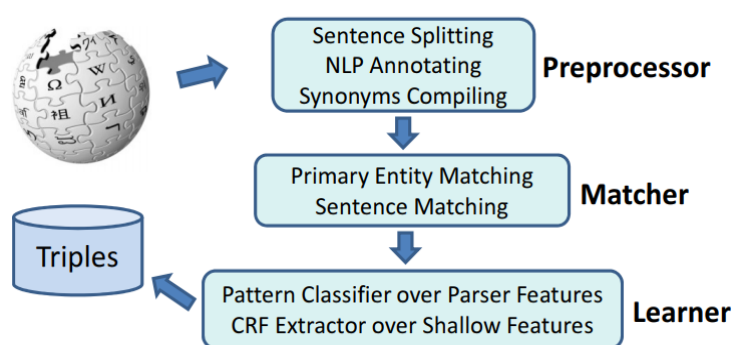 Sentence Splitting
NLP Annotating
Synonyms Compiling
Preprocessor
Primary Entity Matching
Sentence Matching
Matcher
Triples
Pattern Classifier over Parser Features
CRF Extractor over Shallow Features
Learner
Ω
W
И
祖